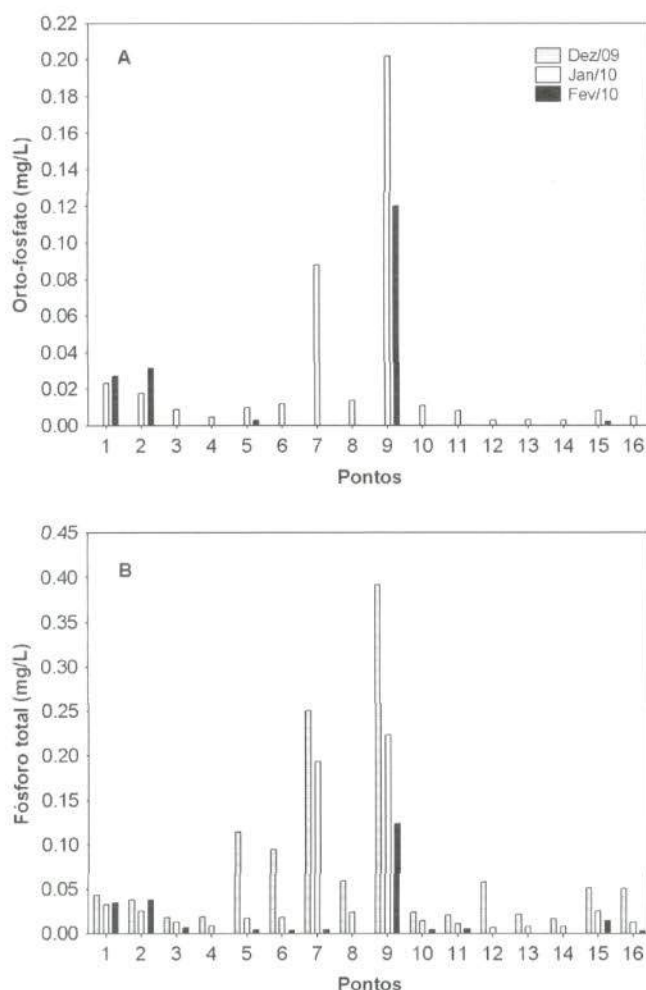 A
Dez/09
Jan/10
Fev/10
Orto-fosfato (mg/L)
0.22
0.20
0.18
0.16
0.14
0.12
0.10
0.08
0.06
0.04
0.02
0.00
1 2 3 4 5 6 7 8 9 10 11 12 13 14 15 16
Pontos
B
Fósforo total (mg/L)
0.45
0.40
0.35
0.30
0.25
0.20
0.15
0.10
0.05
0.00
1 2 3 4 5 6 7 8 9 10 11 12 13 14 15 16
Pontos